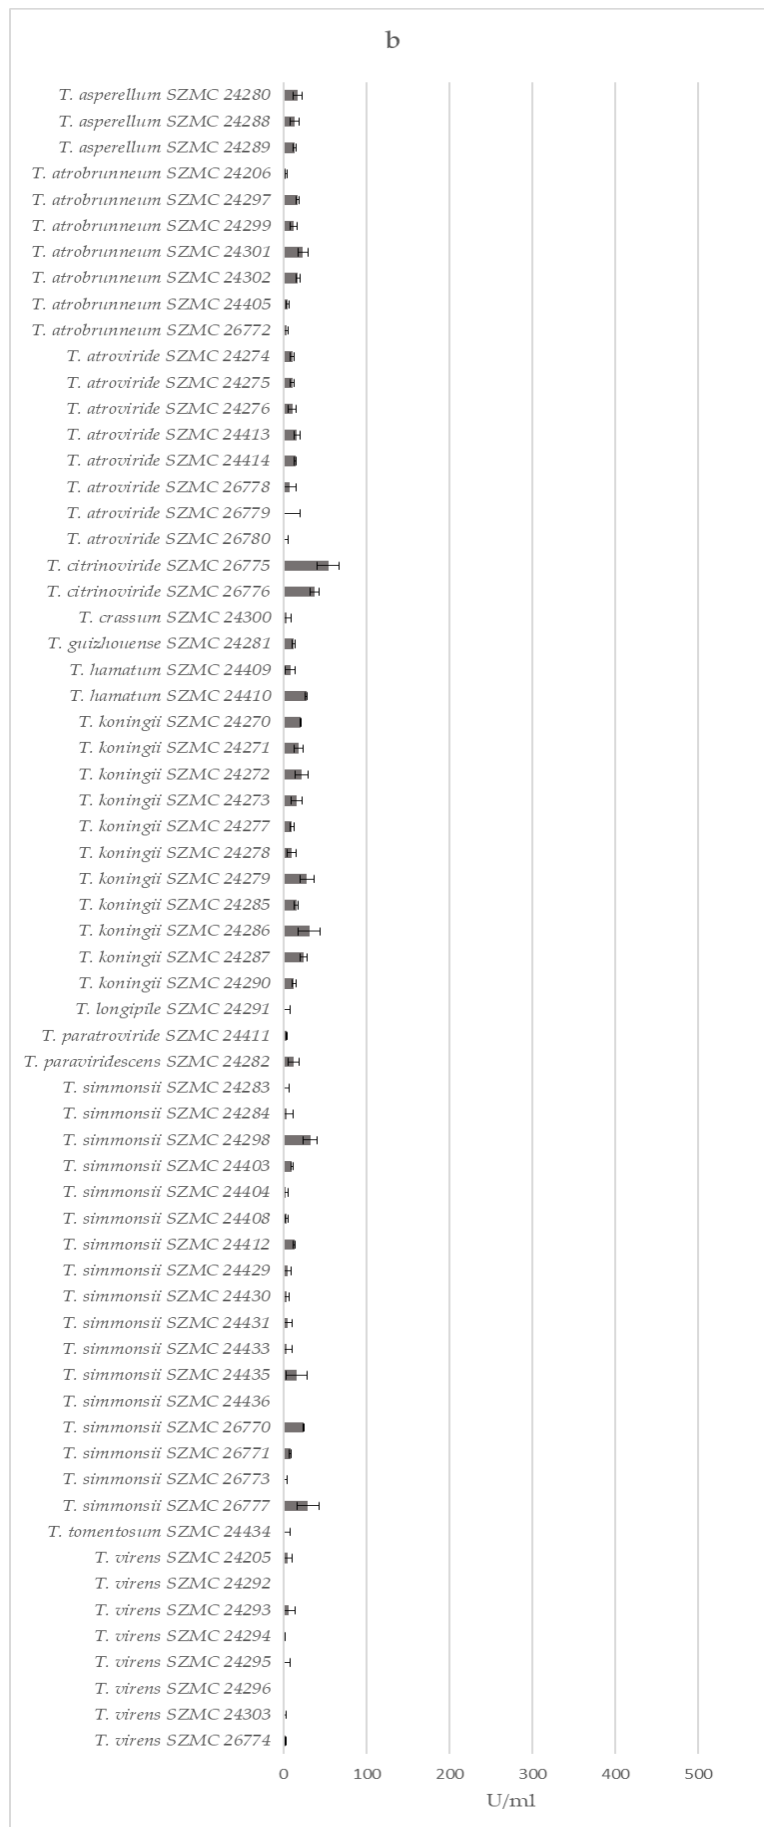 b
T. asperellum SZMC 24280
T. asperellum SZMC 24288
T. asperellum SZMC 24289
T. atrobrunneum SZMC 24206
T. atrobrunneum SZMC 24297
T. atrobrunneum SZMC 24299
T. atrobrunneum SZMC 24301
T. atrobrunneum SZMC 24302
T. atrobrunneum SZMC 24405
T. atrobrunneum SZMC 26772
T. atroviride SZMC 24274
T. atroviride SZMC 24275
T. atroviride SZMC 24276
T. atroviride SZMC 24413
T. atroviride SZMC 24414
T. atroviride SZMC 26778
T. atroviride SZMC 26779
T. atroviride SZMC 26780
T. citrinoviride SZMC 26775
T. citrinoviride SZMC 26776
T. crassum SZMC 24300
T. guizhouense SZMC 24281
T. hamatum SZMC 24409
T. hamatum SZMC 24410
T. koningii SZMC 24270
T. koningii SZMC 24271
T. koningii SZMC 24272
T. koningii SZMC 24273
T. koningii SZMC 24277
T. koningii SZMC 24278
T. koningii SZMC 24279
T. koningii SZMC 24285
T. koningii SZMC 24286
T. koningii SZMC 24287
T. koningii SZMC 24290
T. longipile SZMC 24291
T. paratroviride SZMC 24411
T. paraviridescens SZMC 24282
T. simmonsii SZMC 24283
T. simmonsii SZMC 24284
T. simmonsii SZMC 24298
T. simmonsii SZMC 24403
T. simmonsii SZMC 24404
T. simmonsii SZMC 24408
T. simmonsii SZMC 24412
T. simmonsii SZMC 24429
T. simmonsii SZMC 24430
T. simmonsii SZMC 24431
T. simmonsii SZMC 24433
T. simmonsii SZMC 24435
T. simmonsii SZMC 24436
T. simmonsii SZMC 26770
T. simmonsii SZMC 26771
T. simmonsii SZMC 26773
T. simmonsii SZMC 26777
T. tomentosum SZMC 24434
T. virens SZMC 24205
T. virens SZMC 24292
T. virens SZMC 24293
T. virens SZMC 24294
T. virens SZMC 24295
T. virens SZMC 24296
T. virens SZMC 24303
T. virens SZMC 26774
0 100 200 300 400 500
U/ml